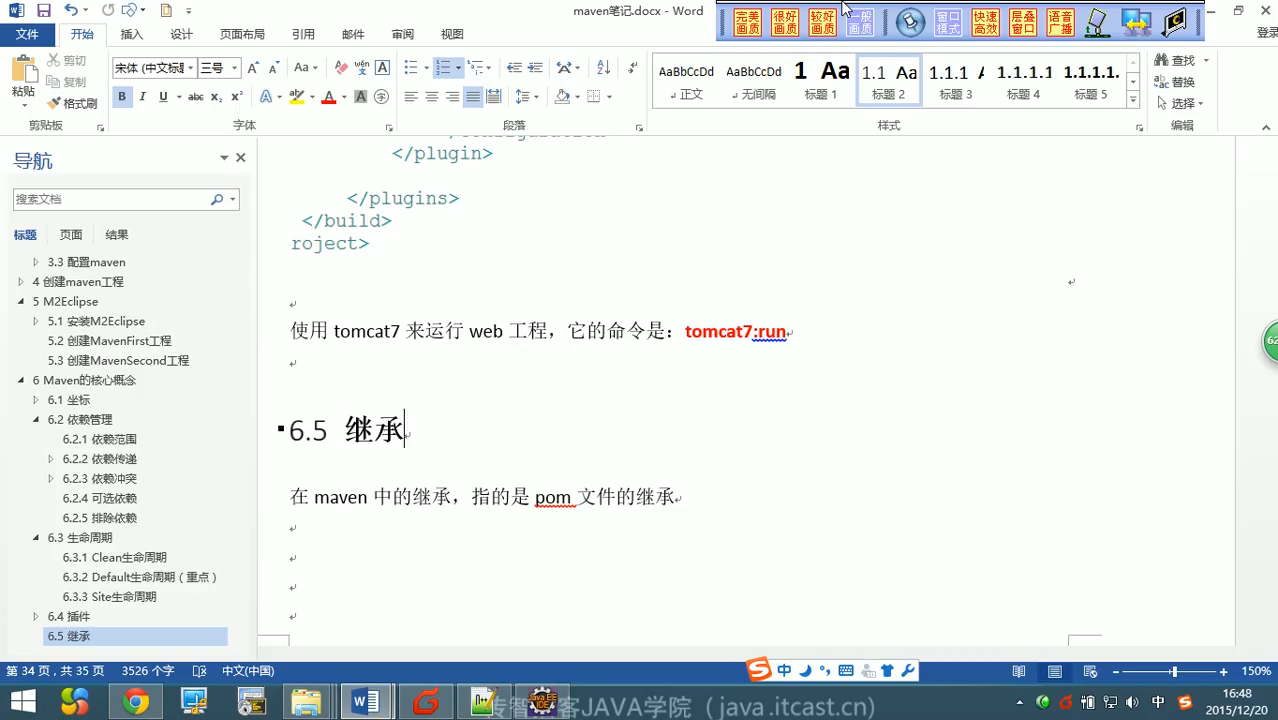 maven笔记.docx - Word
完美画质
很好画质
较好画质
一般画质
窗口模式
快速高效
层叠窗口
语音广播
文件 开始 插入 设计 页面布局 引用 邮件 审阅 视图
登录
粘贴
剪切
复制
格式刷
剪贴板
宋体 (中文标
三号
字体
段落
AaBbCcDd
正文
AaBbCcDd
无间隔
1 Aa
标题 1
1.1 Aa
标题 2
1.1.1 A
标题 3
1.1.1.1
标题 4
1.1.1.1.
标题 5
样式
查找
替换
选择
编辑
导航
搜索文档
标题 页面 结果
3.3 配置maven
4 创建maven工程
5 M2Eclipse
5.1 安装M2Eclipse
5.2 创建MavenFirst工程
5.3 创建MavenSecond工程
6 Maven的核心概念
6.1 坐标
6.2 依赖管理
6.2.1 依赖范围
6.2.2 依赖传递
6.2.3 依赖冲突
6.2.4 可选依赖
6.2.5 排除依赖
6.3 生命周期
6.3.1 Clean生命周期
6.3.2 Default生命周期（重点）
6.3.3 Site生命周期
6.4 插件
6.5 继承
</plugin>
</plugins>
</build>
roject>
使用 tomcat7 来运行 web 工程，它的命令是：tomcat7:run
6.5 继承
在 maven 中的继承，指的是 pom 文件的继承
62
第 34 页，共 35 页 3526 个字 中文(中国)
中
150%
传智播客JAVA学院（java.itcast.cn）
中
16:48
2015/12/20